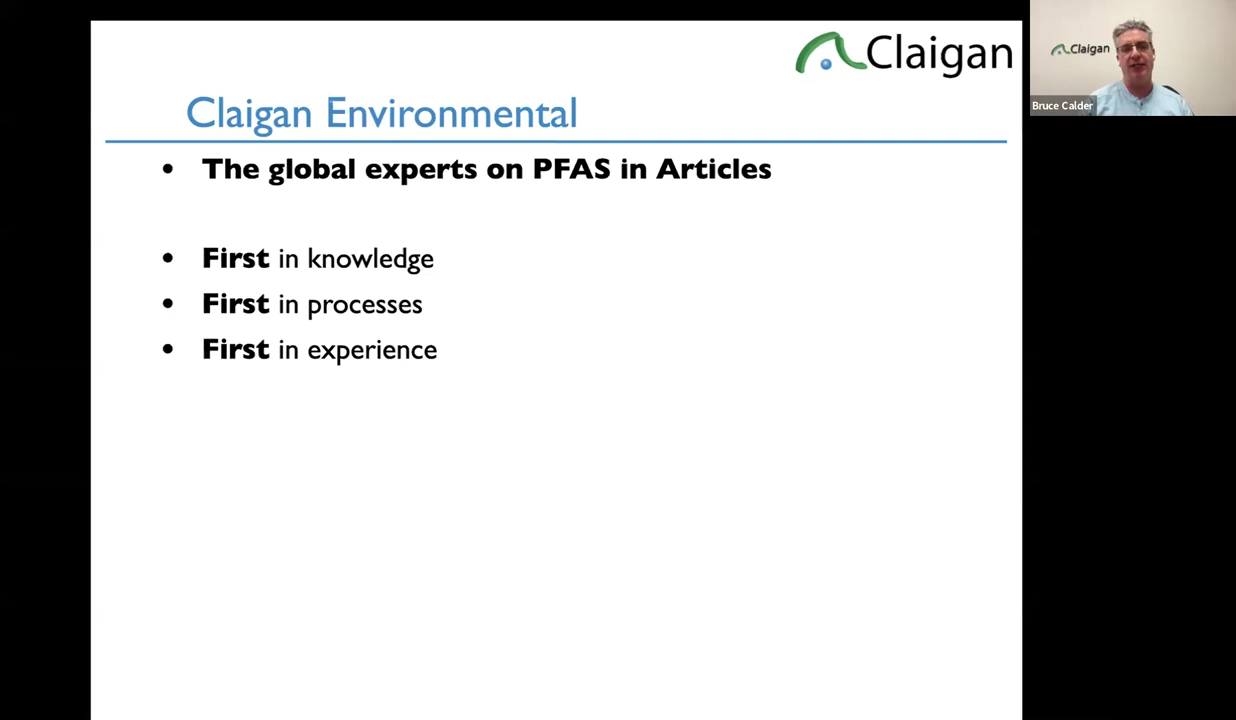 Claigan
Claigan Environmental
• The global experts on PFAS in Articles
• First in knowledge
• First in processes
• First in experience
Claigan
Bruce Calder